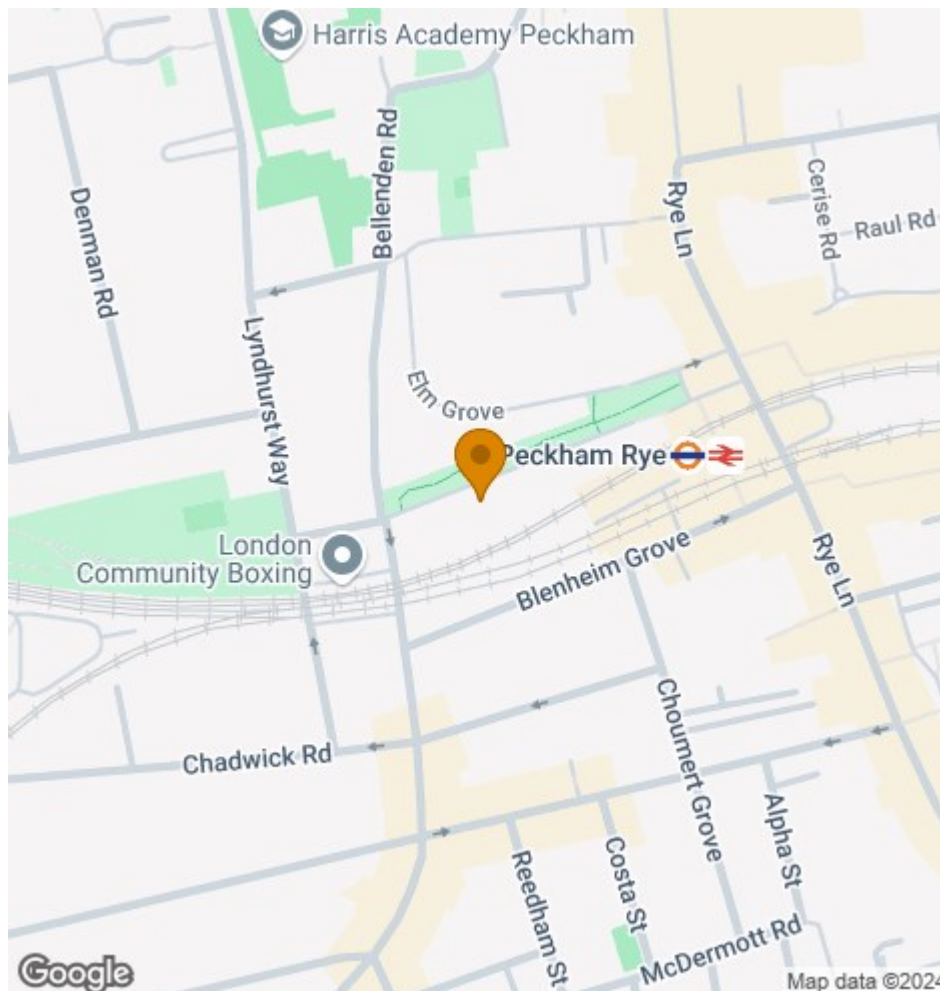 Harris Academy Peckham
Bellenden Rd
Denman Rd
Rye Ln
Cerise Rd
Raul Rd
Lyndhurst Way
Elm Grove
Peckham Rye
London
Community Boxing
Blenheim Grove
Rye Ln
Chadwick Rd
Choumert Grove
Alpha St
Costa St
Reedham St
McDermott Rd
Google
Map data ©2024